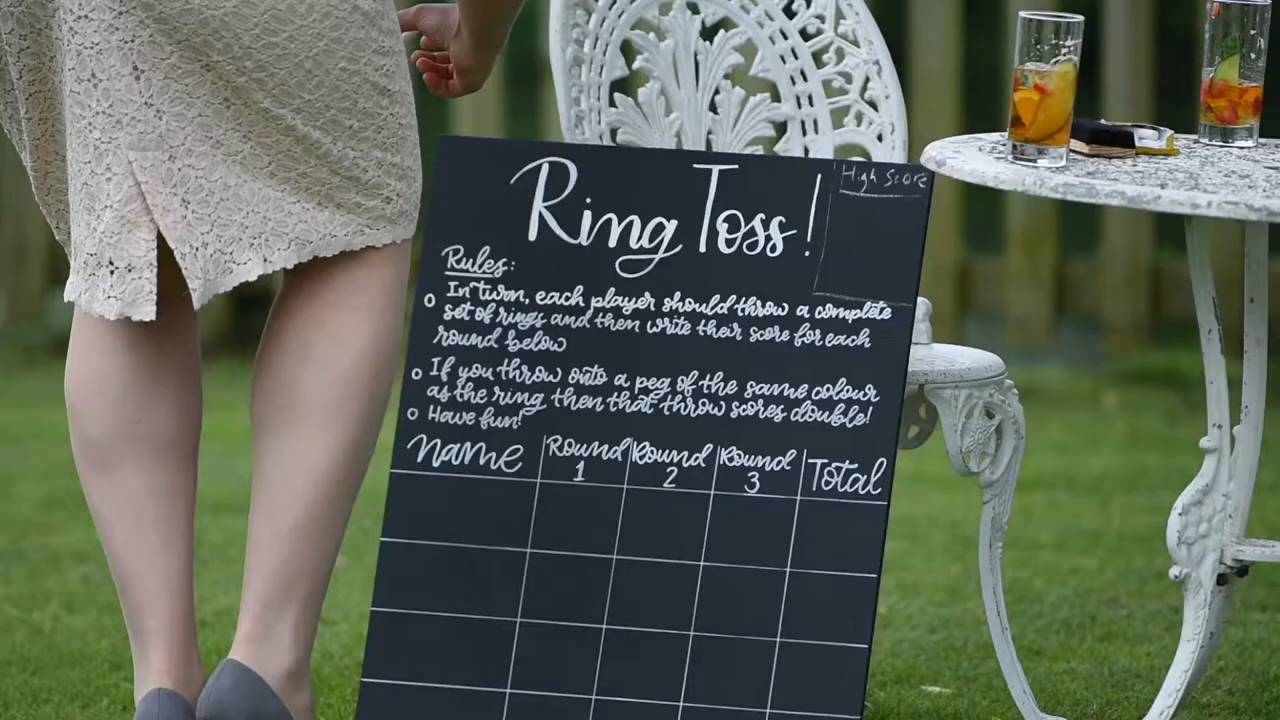 Ring Toss!
High Score
Rules:
o In turn, each player should throw a complete
set of rings and then write their score for each
round below
o If you throw onto a peg of the same colour
as the ring then that throw scores double!
o Have fun!
Name Round 1 Round 2 Round 3 Total